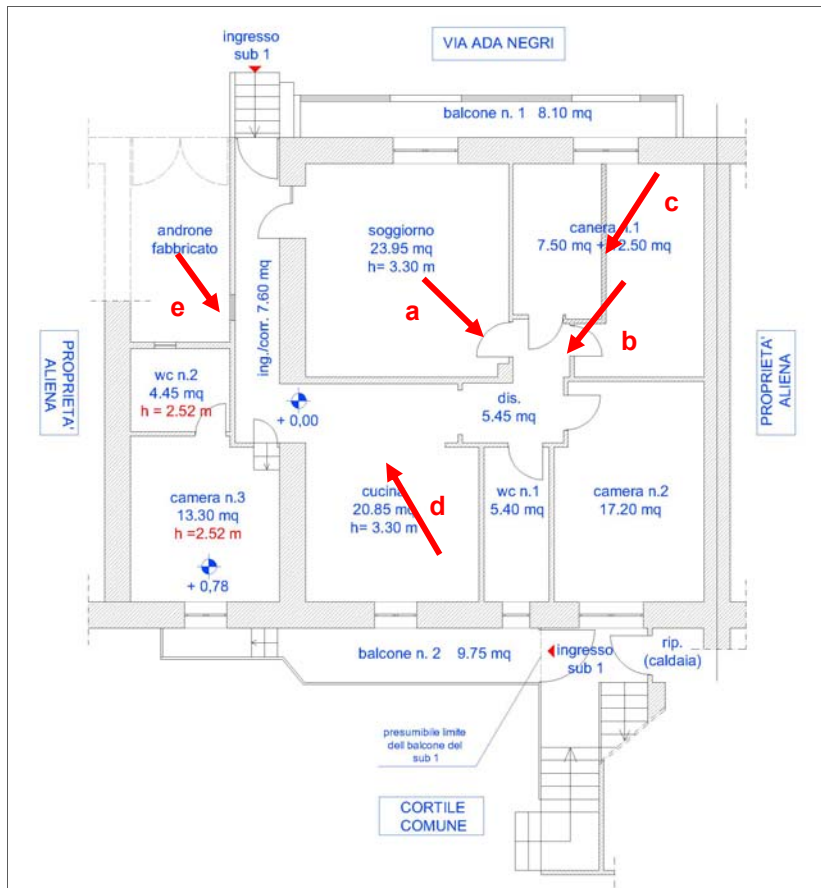 ingresso
sub 1
VIA ADA NEGRI
balcone n. 1   8.10 mq
androne
fabbricato
soggiorno
23.95 mq
h= 3.30 m
canera n.1
7.50 mq + 12.50 mq
c
a
b
e
ing./corr. 7.60 mq
PROPRIETA'
ALIENA
PROPRIETA'
ALIENA
wc n.2
4.45 mq
h = 2.52 m
+ 0,00
dis.
5.45 mq
camera n.3
13.30 mq
h =2.52 m
+ 0,78
cucina
20.85 mq
h= 3.30 m
d
wc n.1
5.40 mq
camera n.2
17.20 mq
balcone n. 2   9.75 mq
ingresso
sub 1
rip.
(caldaia)
presumibile limite
dell balcone del
sub 1
CORTILE
COMUNE